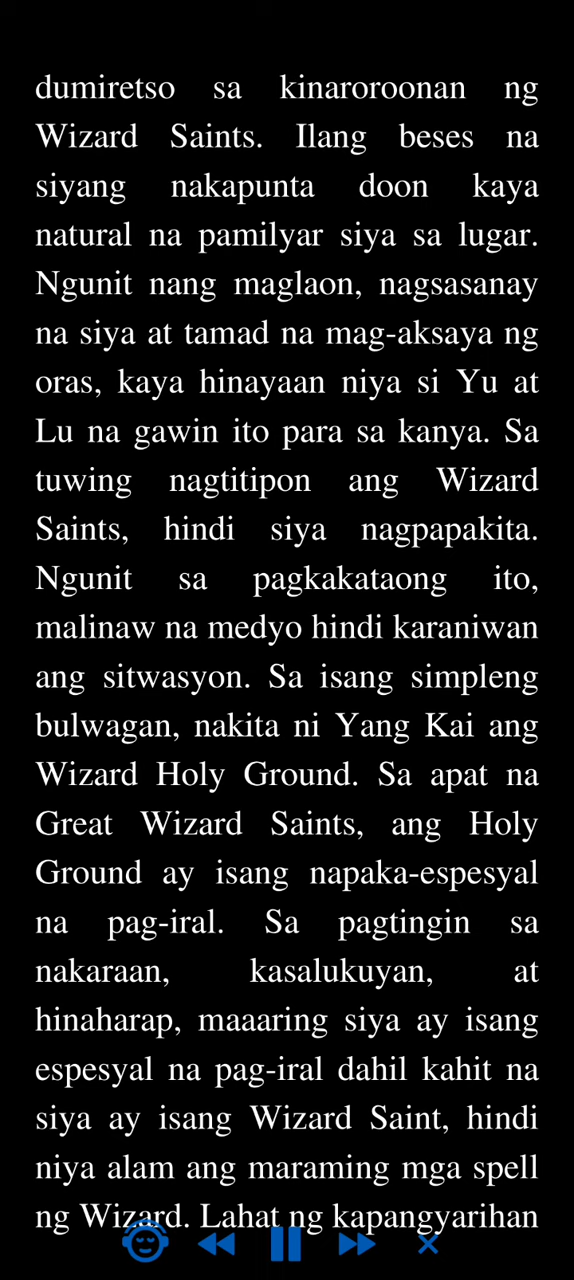 dumiretso sa kinaroroonan ng
Wizard Saints. Ilang beses na
siyang nakapunta doon kaya
natural na pamilyar siya sa lugar.
Ngunit nang maglaon, nagsasanay
na siya at tamad na mag-aksaya ng
oras, kaya hinayaan niya si Yu at
Lu na gawin ito para sa kanya. Sa
tuwing nagtitipon ang Wizard
Saints, hindi siya nagpapakita.
Ngunit sa pagkakataong ito,
malinaw na medyo hindi karaniwan
ang sitwasyon. Sa isang simpleng
bulwagan, nakita ni Yang Kai ang
Wizard Holy Ground. Sa apat na
Great Wizard Saints, ang Holy
Ground ay isang napaka-espesyal
na pag-iral. Sa pagtingin sa
nakaraan, kasalukuyan, at
hinaharap, maaaring siya ay isang
espesyal na pag-iral dahil kahit na
siya ay isang Wizard Saint, hindi
niya alam ang maraming mga spell
ng Wizard. Lahat ng kapangyarihan